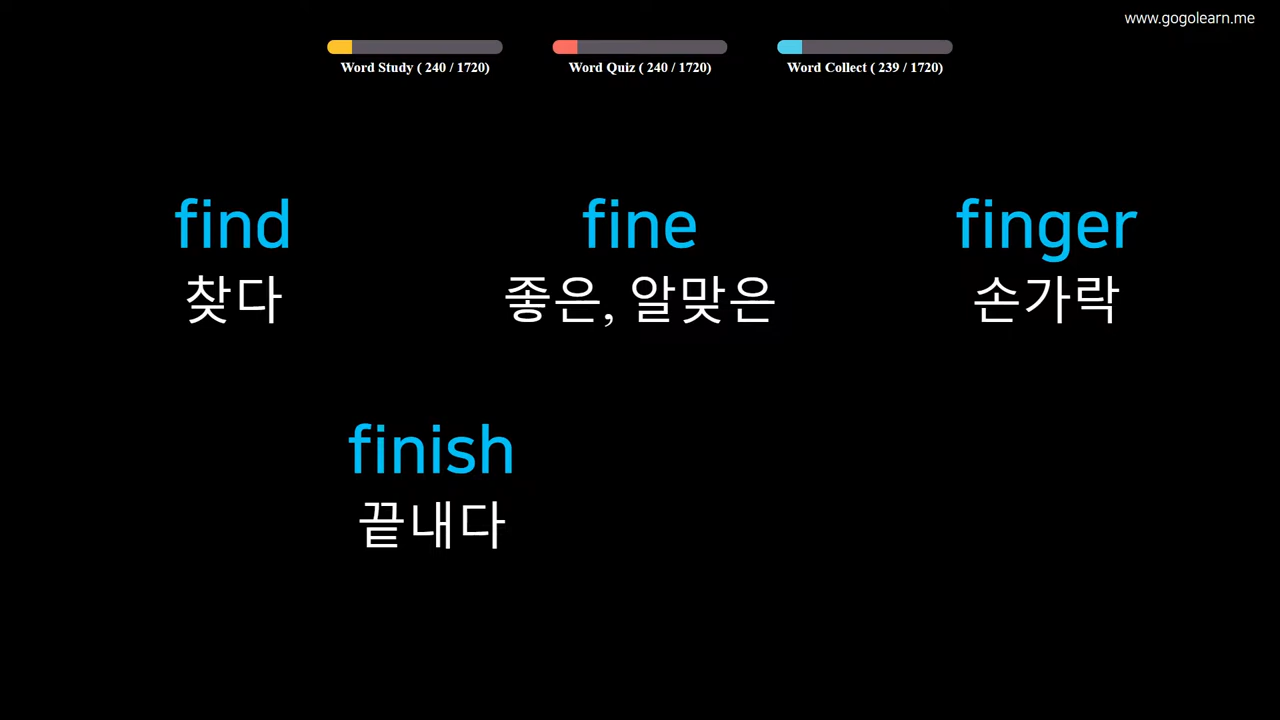 www.gogolearn.me
Word Study ( 240 / 1720)
Word Quiz ( 240 / 1720)
Word Collect ( 239 / 1720)
find
찾다
fine
좋은, 알맞은
finger
손가락
finish
끝내다